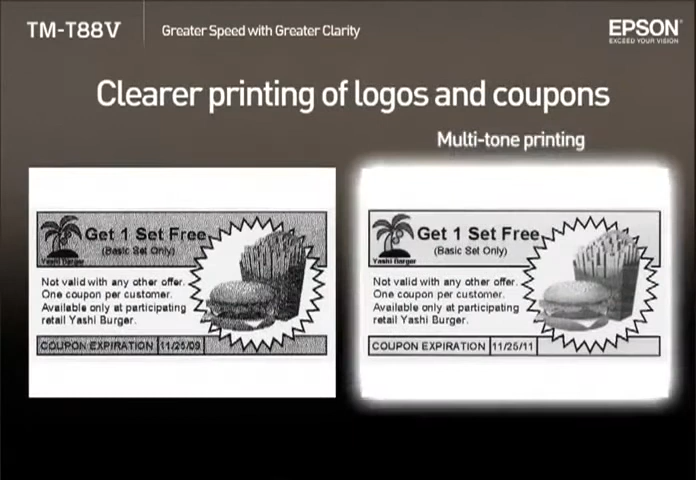 TM-T88V
Greater Speed with Greater Clarity
EPSON
EXCEED YOUR VISION
Clearer printing of logos and coupons
Multi-tone printing
Get 1 Set Free
(Basic Set Only)
Yashi Burger
Not valid with any other offer.
One coupon per customer.
Available only at participating
retail Yashi Burger.
COUPON EXPIRATION 11/25/09
Get 1 Set Free
(Basic Set Only)
Yashi Burger
Not valid with any other offer.
One coupon per customer.
Available only at participating
retail Yashi Burger.
COUPON EXPIRATION 11/25/11